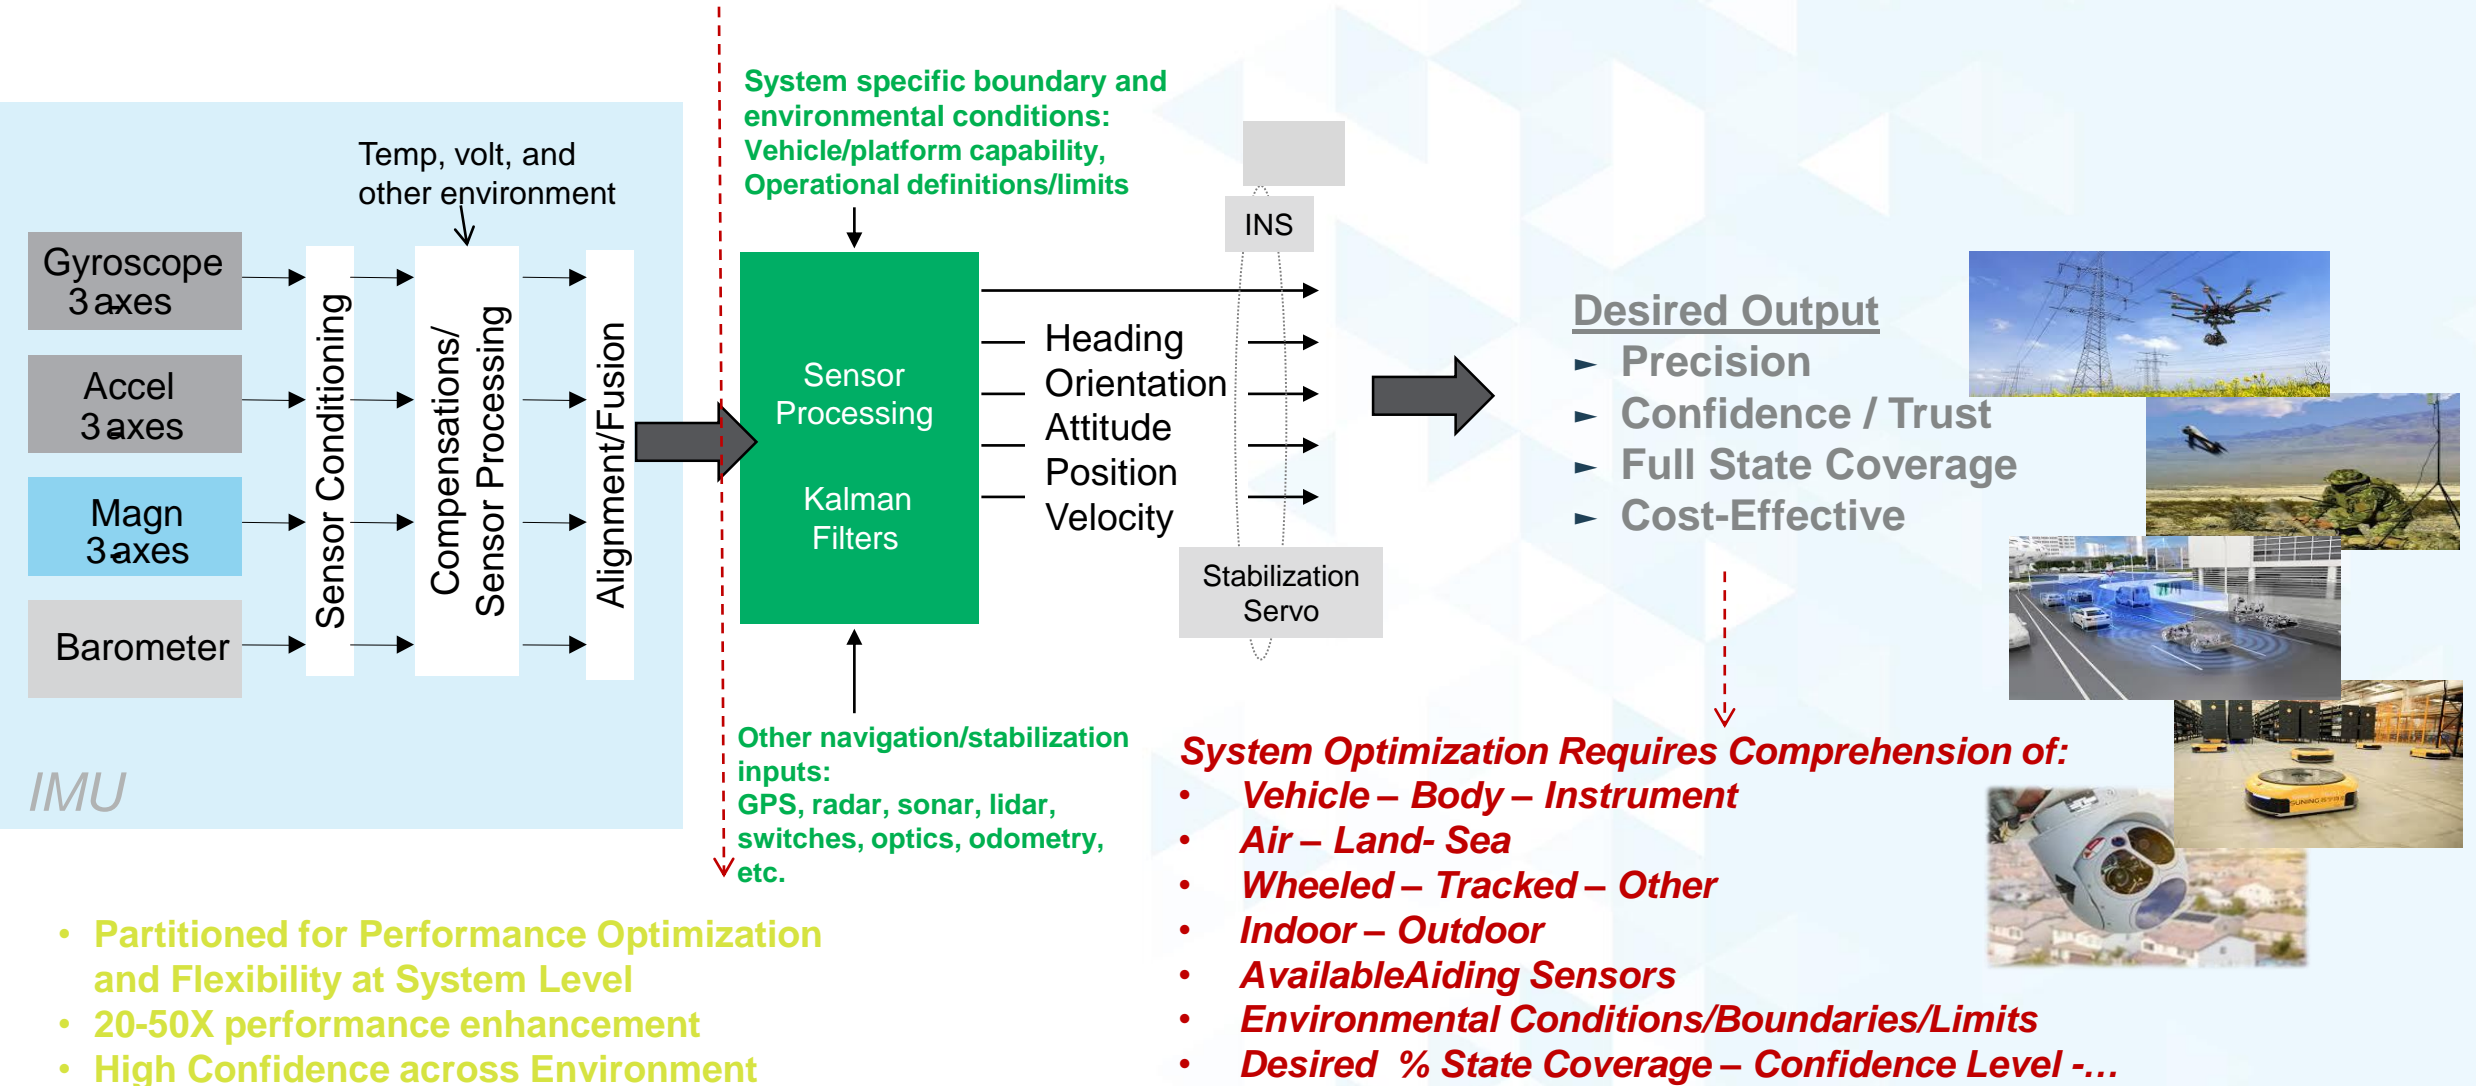 System specific boundary and
environmental conditions:
Vehicle/platform capability,
Operational definitions/limits
Temp, volt, and
other environment
Gyroscope
3-axes
Accel
3-axes
Magn
3-axes
Barometer
Sensor Conditioning
Compensations/
Sensor Processing
Alignment/Fusion
IMU
Sensor
Processing
Kalman
Filters
INS
Heading
Orientation
Attitude
Position
Velocity
Stabilization
Servo
Other navigation/stabilization
inputs:
GPS, radar, sonar, lidar,
switches, optics, odometry,
etc.
Desired Output
► Precision
► Confidence / Trust
► Full State Coverage
► Cost-Effective
System Optimization Requires Comprehension of:
• Vehicle – Body – Instrument
• Air – Land- Sea
• Wheeled – Tracked – Other
• Indoor – Outdoor
• AvailableAiding Sensors
• Environmental Conditions/Boundaries/Limits
• Desired % State Coverage – Confidence Level -...
• Partitioned for Performance Optimization
and Flexibility at System Level
• 20-50X performance enhancement
• High Confidence across Environment
SUNING